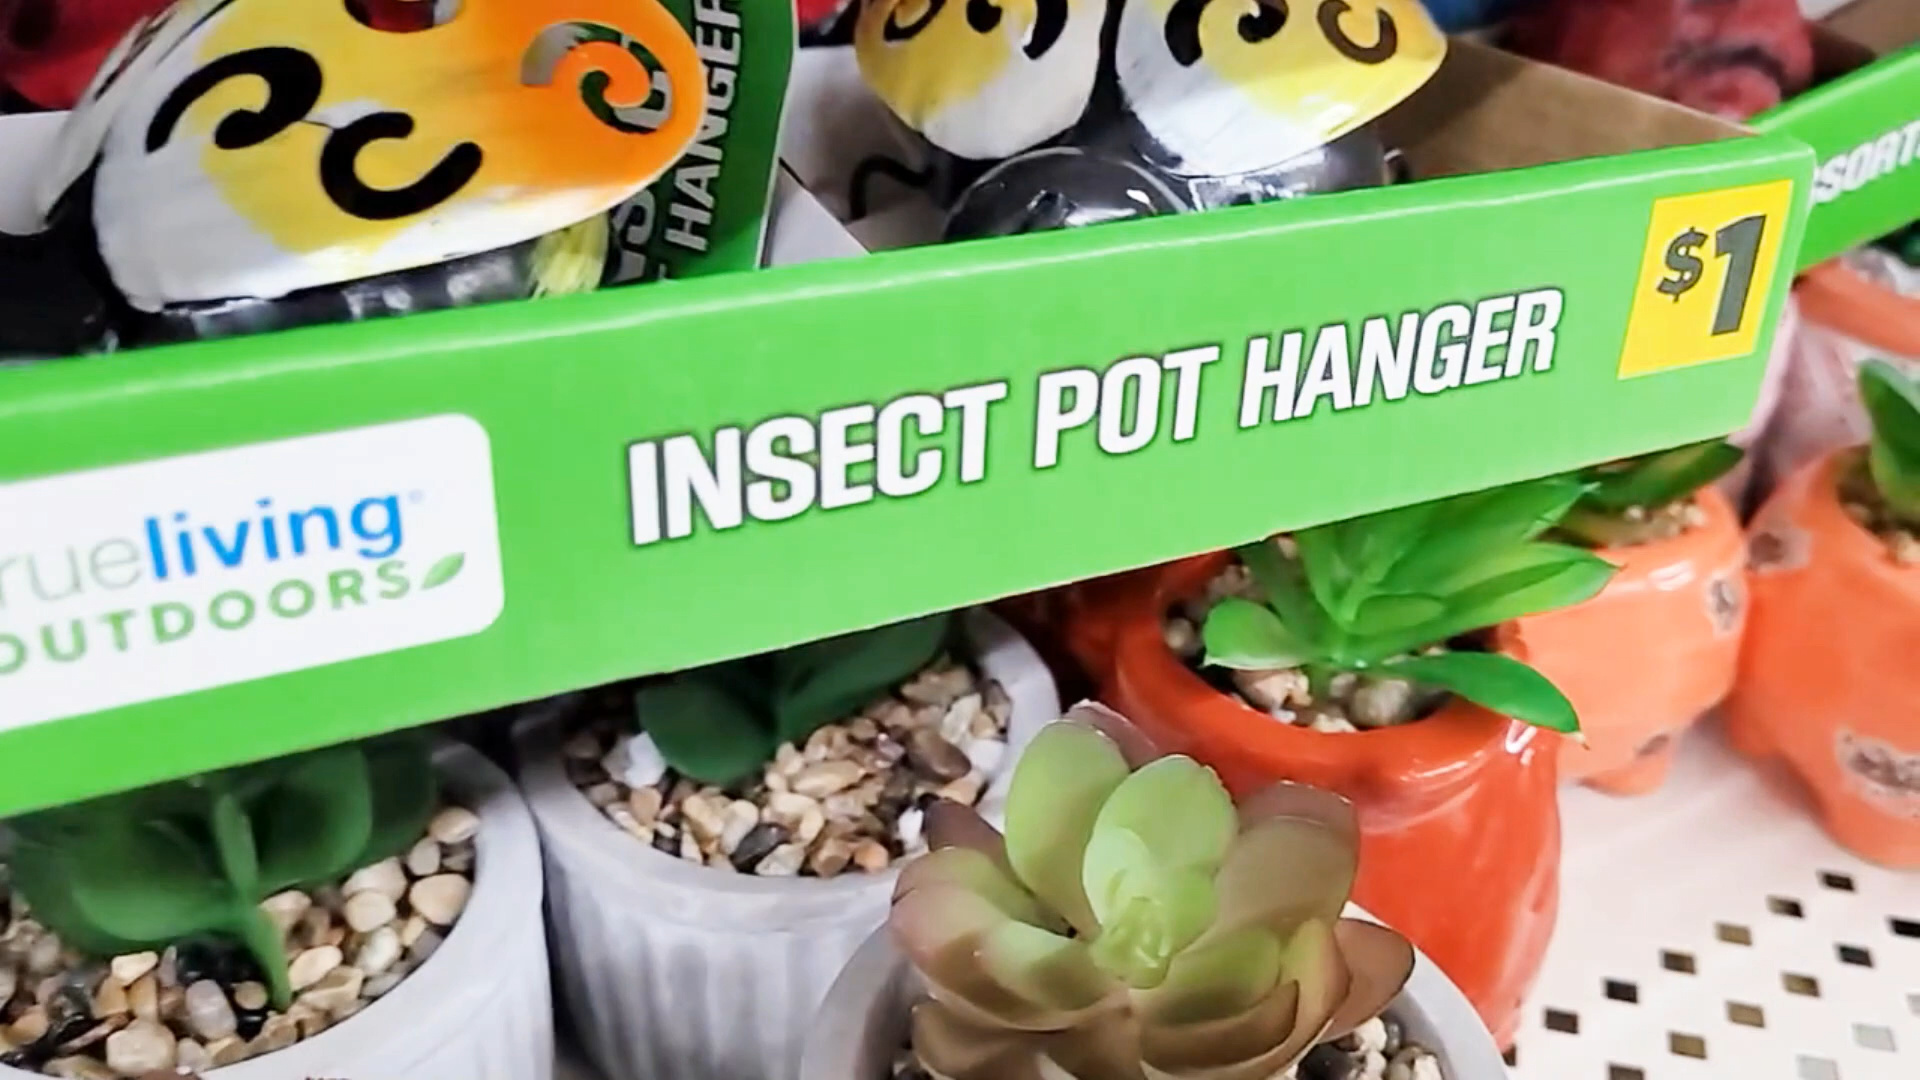 HANGER
INSECT POT HANGER
$1
rueliving
OUTDOORS